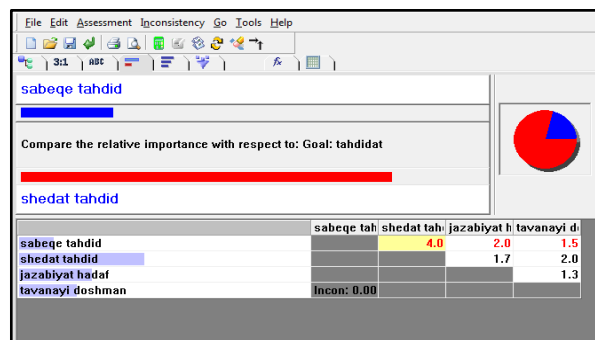 File Edit Assessment Inconsistency Go Tools Help
3:1 ABC fx
sabeqe tahdid
Compare the relative importance with respect to: Goal: tahdidat
shedat tahdid
sabeqe tah shedat tah jazabiyat h tavanayi d
sabeqe tahdid 4.0 2.0 1.5
shedat tahdid 1.7 2.0
jazabiyat hadaf 1.3
tavanayi doshman Incon: 0.00